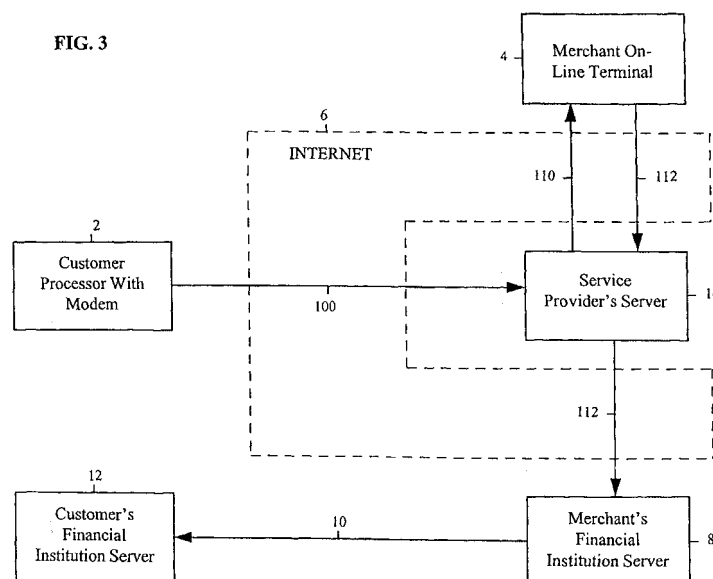 FIG. 3
4
Merchant On-
Line Terminal
6
INTERNET
110
112
2
Customer
Processor With
Modem
100
Service
Provider's Server
112
12
Customer's
Financial
Institution Server
10
Merchant's
Financial
Institution Server
8